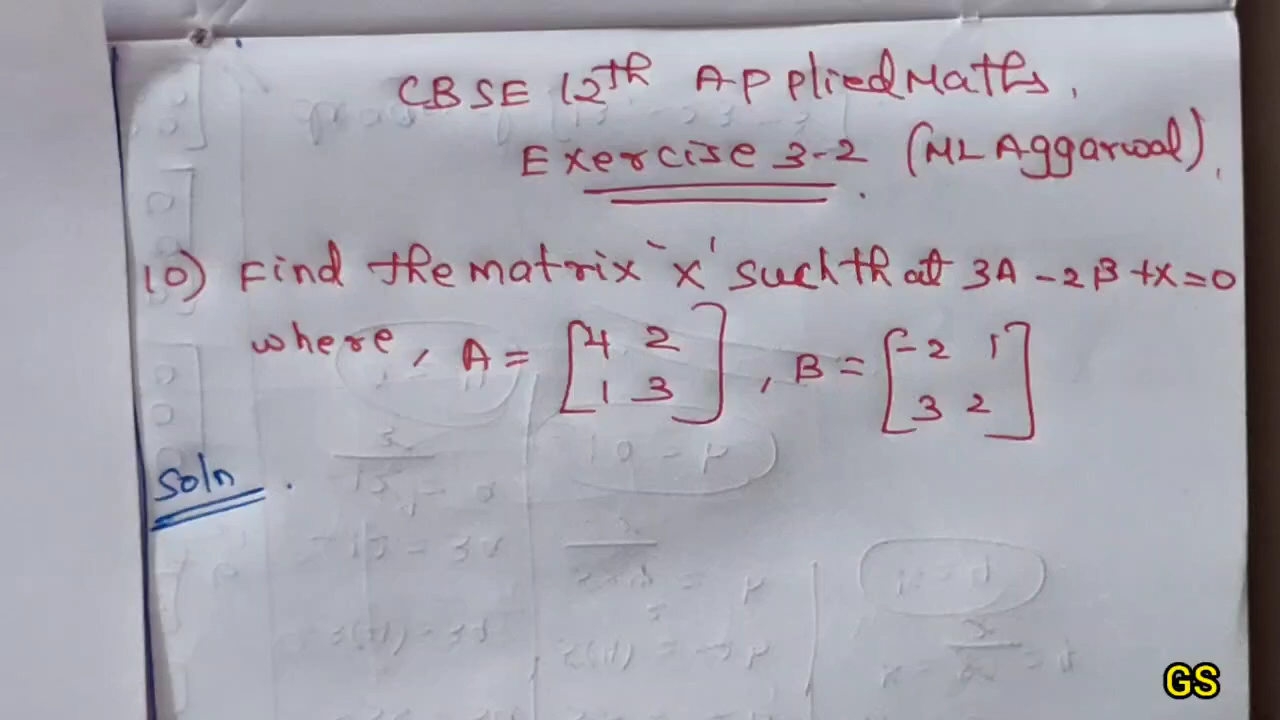 CBSE 12th Applied Maths,
Exercise 3-2 (ML Aggarwal),
10) Find the matrix 'x' such that 3A - 2B + X = 0
where, A = [4 2
1 3], B = [-2 1
3 2]
Soln.
GS